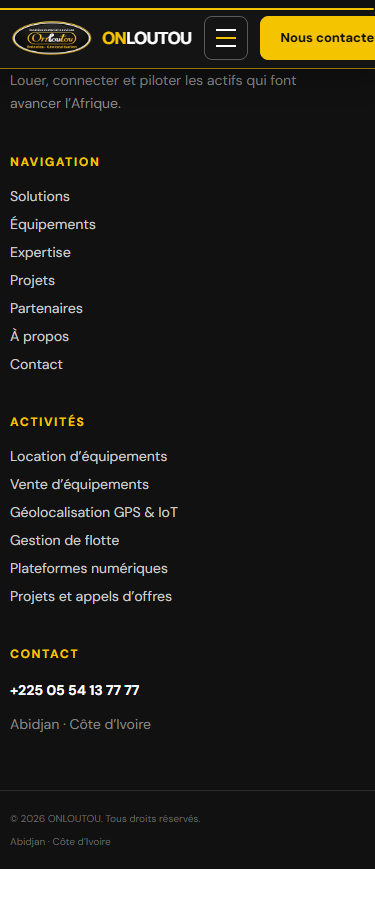 OnLoutou
ONLOUTOU
Nous contacte
Louer, connecter et piloter les actifs qui font
avancer l’Afrique.
NAVIGATION
Solutions
Équipements
Expertise
Projets
Partenaires
À propos
Contact
ACTIVITÉS
Location d’équipements
Vente d’équipements
Géolocalisation GPS & IoT
Gestion de flotte
Plateformes numériques
Projets et appels d’offres
CONTACT
+225 05 54 13 77 77
Abidjan · Côte d’Ivoire
© 2026 ONLOUTOU. Tous droits réservés.
Abidjan · Côte d’Ivoire